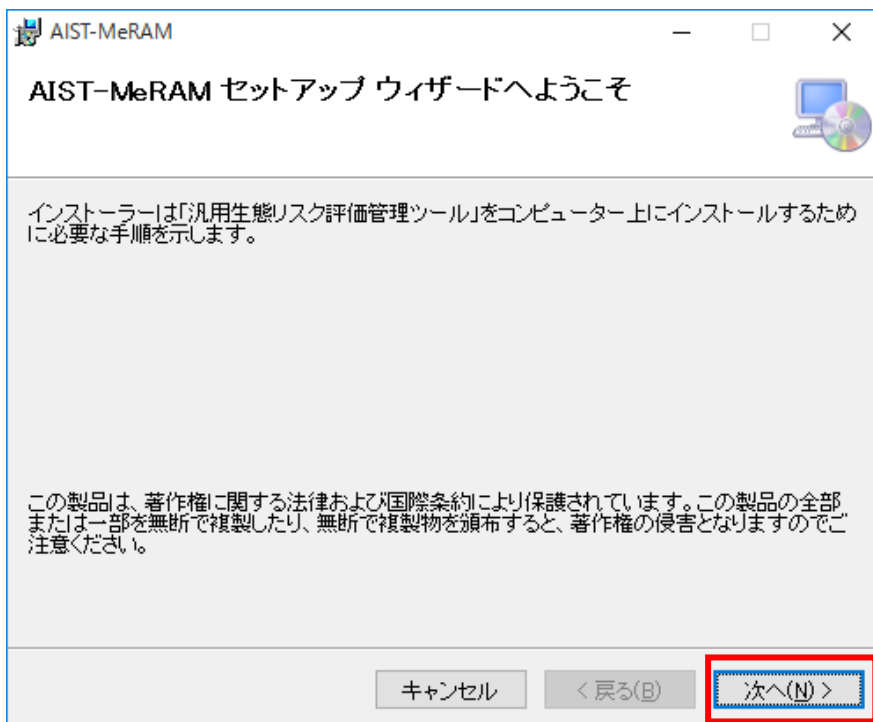 AIST-MeRAM
AIST-MeRAM セットアップ ウィザードへようこそ
インストーラーは「汎用生態リスク評価管理ツール」をコンピューター上にインストールするため
に必要な手順を示します。
この製品は、著作権に関する法律および国際条約により保護されています。この製品の全部
または一部を無断で複製したり、無断で複製物を頒布すると、著作権の侵害となりますのでご
注意ください。
キャンセル
< 戻る(B)
次へ(N) >